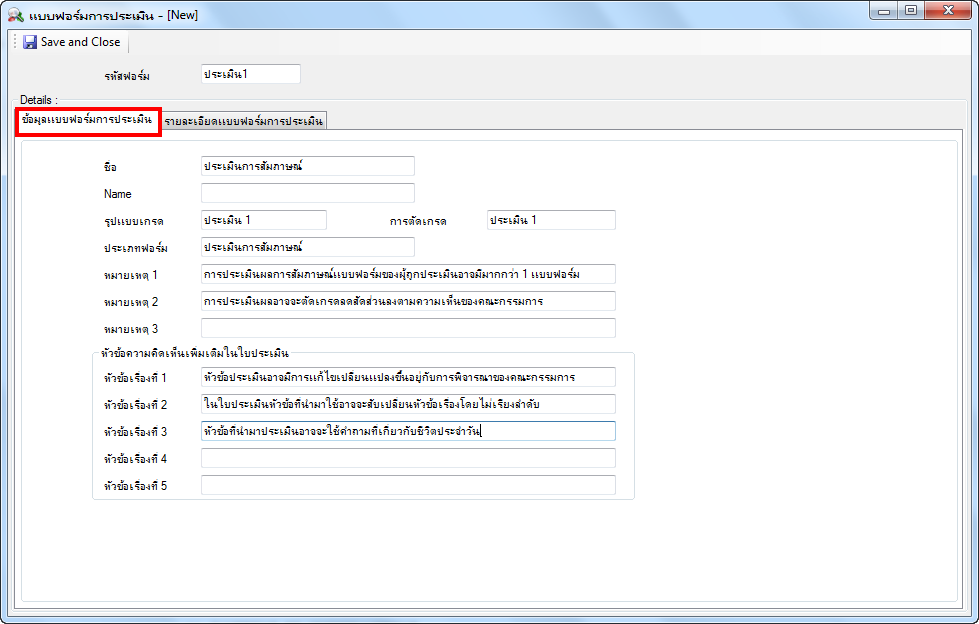 แบบฟอร์มการประเมิน - [New]
Save and Close
รหัสฟอร์ม ประเมิน1
Details :
ข้อมูลแบบฟอร์มการประเมิน รายละเอียดแบบฟอร์มการประเมิน
ชื่อ ประเมินการสัมภาษณ์
Name
รูปแบบเกรด ประเมิน 1 การตัดเกรด ประเมิน 1
ประเภทฟอร์ม ประเมินการสัมภาษณ์
หมายเหตุ 1 การประเมินผลการสัมภาษณ์แบบฟอร์มของผู้ถูกประเมินอาจมีมากกว่า 1 แบบฟอร์ม
หมายเหตุ 2 การประเมินผลอาจจะตัดเกรดลดสัดส่วนลงตามความเห็นของคณะกรรมการ
หมายเหตุ 3
หัวข้อความคิดเห็นเพิ่มเติมในใบประเมิน
หัวข้อเรื่องที่ 1 หัวข้อประเมินอาจมีการแก้ไขเปลี่ยนแปลงขึ้นอยู่กับการพิจารณาของคณะกรรมการ
หัวข้อเรื่องที่ 2 ในใบประเมินหัวข้อที่นำมาใช้อาจจะสับเปลี่ยนหัวข้อเรื่องโดยไม่เรียงลำดับ
หัวข้อเรื่องที่ 3 หัวข้อที่นำมาประเมินอาจจะใช้คำถามที่เกี่ยวกับชีวิตประจำวัน
หัวข้อเรื่องที่ 4
หัวข้อเรื่องที่ 5